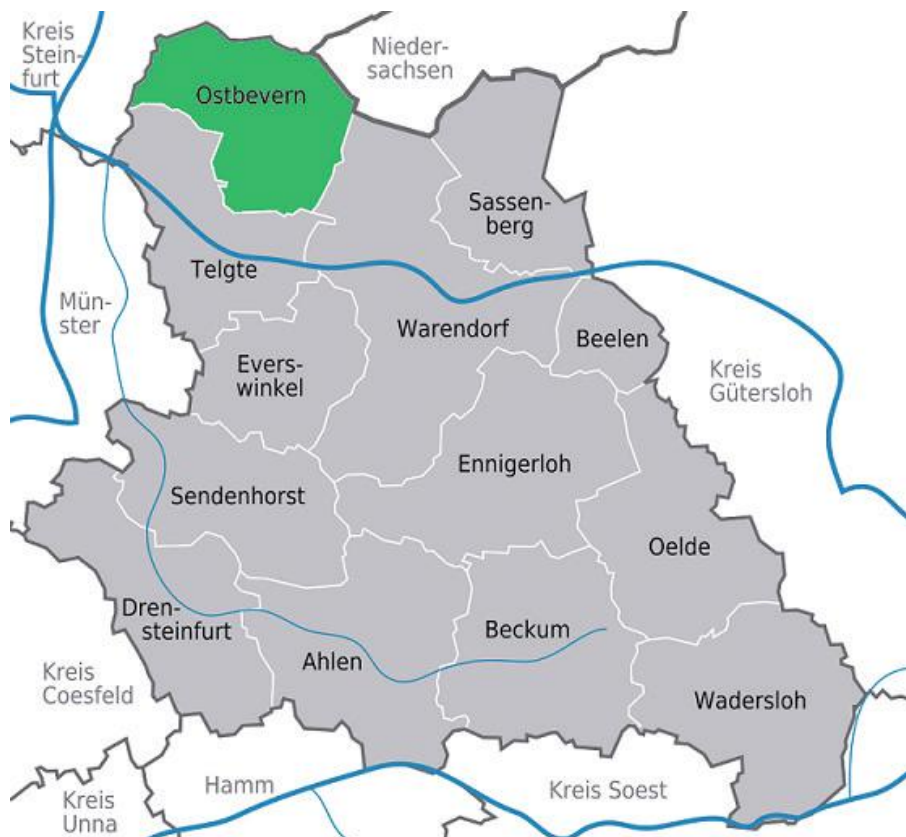 Kreis
Stein-
furt
Nieder-
sachsen
Ostbevern
Sassen-
berg
Telgte
Mün-
ster
Warendorf
Beelen
Evers-
winkel
Kreis
Gütersloh
Ennigerloh
Sendenhorst
Oelde
Dren-
steinfurt
Beckum
Ahlen
Kreis
Coesfeld
Wadersloh
Hamm
Kreis Soest
Kreis
Unna